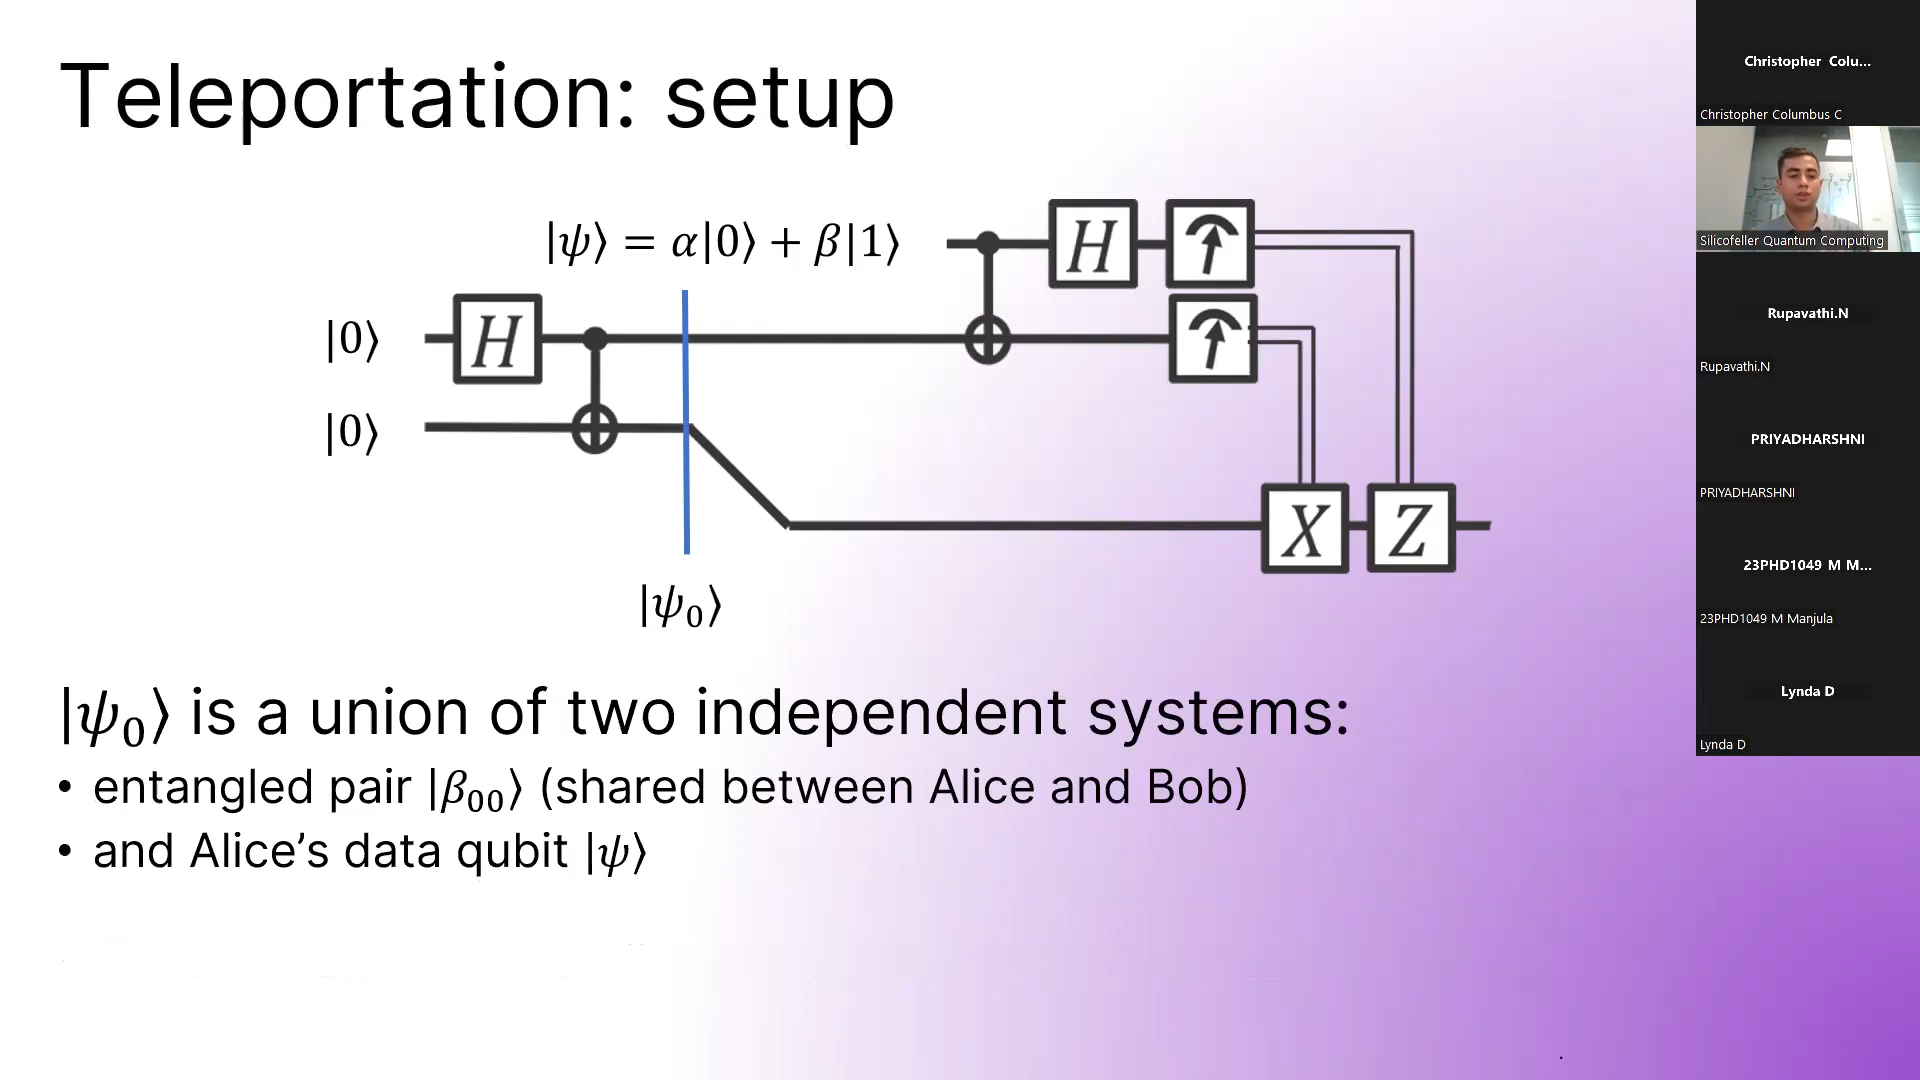 Teleportation: setup
|ψ⟩ = α|0⟩ + β|1⟩
H
|0⟩
H
|0⟩
X
Z
|ψ₀⟩
|ψ₀⟩ is a union of two independent systems:
• entangled pair |β₀₀⟩ (shared between Alice and Bob)
• and Alice’s data qubit |ψ⟩
Christopher Colu...
Christopher Columbus C
Silicofeller Quantum Computing
Rupavathi.N
Rupavathi.N
PRIYADHARSHNI
PRIYADHARSHNI
23PHD1049 M M...
23PHD1049 M Manjula
Lynda D
Lynda D